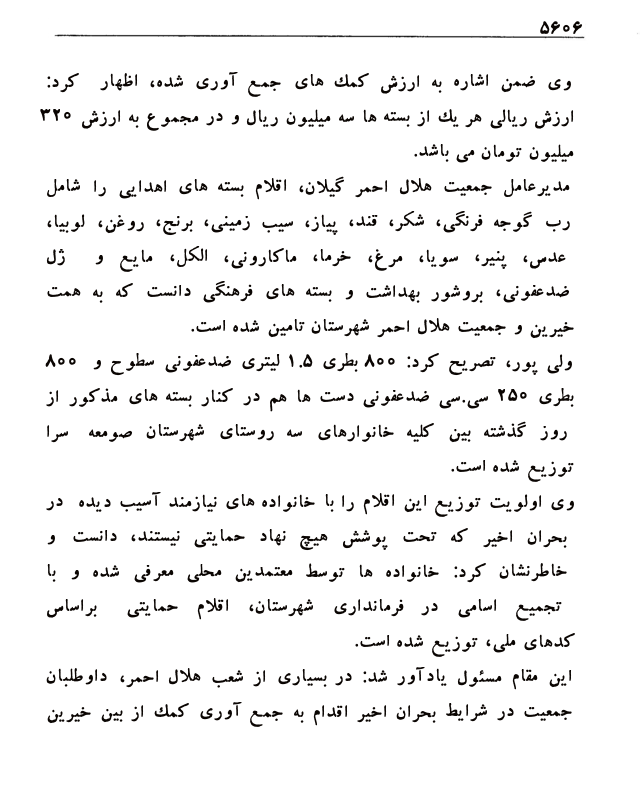 ۵۶۰۶
وی ضمن اشاره به ارزش کمك های جمع آوری شده، اظهار کرد:
ارزش ریالی هر یك از بسته ها سه میلیون ریال و در مجموع به ارزش ۳۲۰
میلیون تومان می باشد.
مدیرعامل جمعیت هلال احمر گیلان، اقلام بسته های اهدایی را شامل
رب گوجه فرنگی، شکر، قند، پیاز، سیب زمینی، برنج، روغن، لوبیا،
عدس، پنیر، سویا، مرغ، خرما، ماکارونی، الکل، مایع و ژل
ضدعفونی، بروشور بهداشت و بسته های فرهنگی دانست که به همت
خیرین و جمعیت هلال احمر شهرستان تامین شده است.
ولی پور، تصریح کرد: ۸۰۰ بطری ۱.۵ لیتری ضدعفونی سطوح و ۸۰۰
بطری ۲۵۰ سی.سی ضدعفونی دست ها هم در کنار بسته های مذکور از
روز گذشته بین کلیه خانوارهای سه روستای شهرستان صومعه سرا
توزیع شده است.
وی اولویت توزیع این اقلام را با خانواده های نیازمند آسیب دیده در
بحران اخیر که تحت پوشش هیچ نهاد حمایتی نیستند، دانست و
خاطرنشان کرد: خانواده ها توسط معتمدین محلی معرفی شده و با
تجمیع اسامی در فرمانداری شهرستان، اقلام حمایتی براساس
کدهای ملی، توزیع شده است.
این مقام مسئول یادآور شد: در بسیاری از شعب هلال احمر، داوطلبان
جمعیت در شرایط بحران اخیر اقدام به جمع آوری کمك از بین خیرین